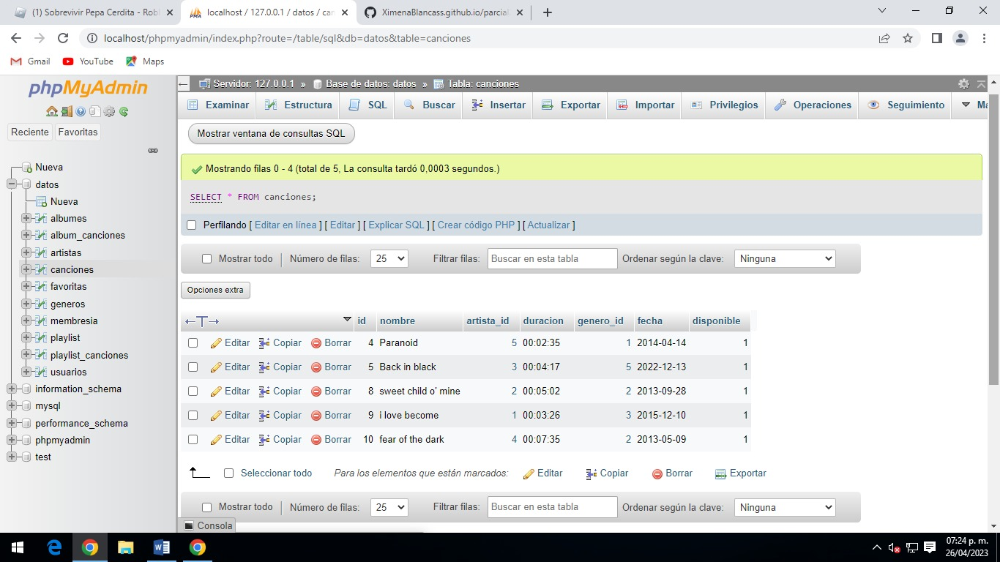 (1) Sobrevivir Pepa Cerdita - Rob
localhost / 127.0.0.1 / datos / can
XimenaBlancass.github.io/parcial
localhost/phpmyadmin/index.php?route=/table/sql&db=datos&table=canciones
Gmail YouTube Maps
phpMyAdmin
Reciente Favoritas
Nueva
datos
Nueva
albumes
album_canciones
artistas
canciones
favoritas
generos
membresia
playlist
playlist_canciones
usuarios
information_schema
mysql
performance_schema
phpmyadmin
test
Servidor: 127.0.0.1 » Base de datos: datos » Tabla: canciones
Examinar Estructura SQL Buscar Insertar Exportar Importar Privilegios Operaciones Seguimiento Má
Mostrar ventana de consultas SQL
Mostrando filas 0 - 4 (total de 5, La consulta tardó 0,0003 segundos.)
SELECT * FROM canciones;
Perfilando [ Editar en línea ] [ Editar ] [ Explicar SQL ] [ Crear código PHP ] [ Actualizar ]
Mostrar todo | Número de filas: 25 Filtrar filas: Buscar en esta tabla Ordenar según la clave: Ninguna
Opciones extra
←T→ id nombre artista_id duracion genero_id fecha disponible
Editar Copiar Borrar 4 Paranoid 5 00:02:35 1 2014-04-14 1
Editar Copiar Borrar 5 Back in black 3 00:04:17 5 2022-12-13 1
Editar Copiar Borrar 8 sweet child o' mine 2 00:05:02 2 2013-09-28 1
Editar Copiar Borrar 9 i love become 1 00:03:26 3 2015-12-10 1
Editar Copiar Borrar 10 fear of the dark 4 00:07:35 2 2013-05-09 1
Seleccionar todo Para los elementos que están marcados: Editar Copiar Borrar Exportar
Mostrar todo | Número de filas: 25 Filtrar filas: Buscar en esta tabla Ordenar según la clave: Ninguna
Consola
07:24 p. m.
26/04/2023